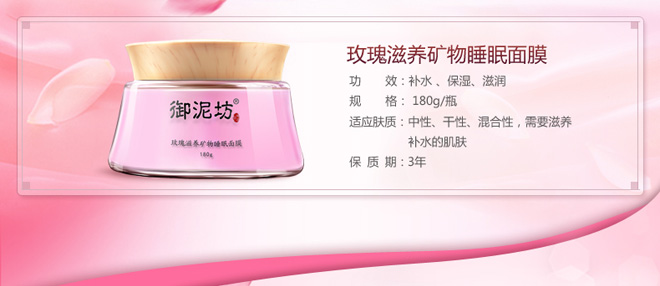 玫瑰滋养矿物睡眠面膜
功 效：补水 、保湿、滋润
规 格： 180g/瓶
适应肤质：中性、干性、混合性，需要滋养
补水的肌肤
保 质 期：3年
御泥坊®
玫瑰滋养矿物睡眠面膜
180g